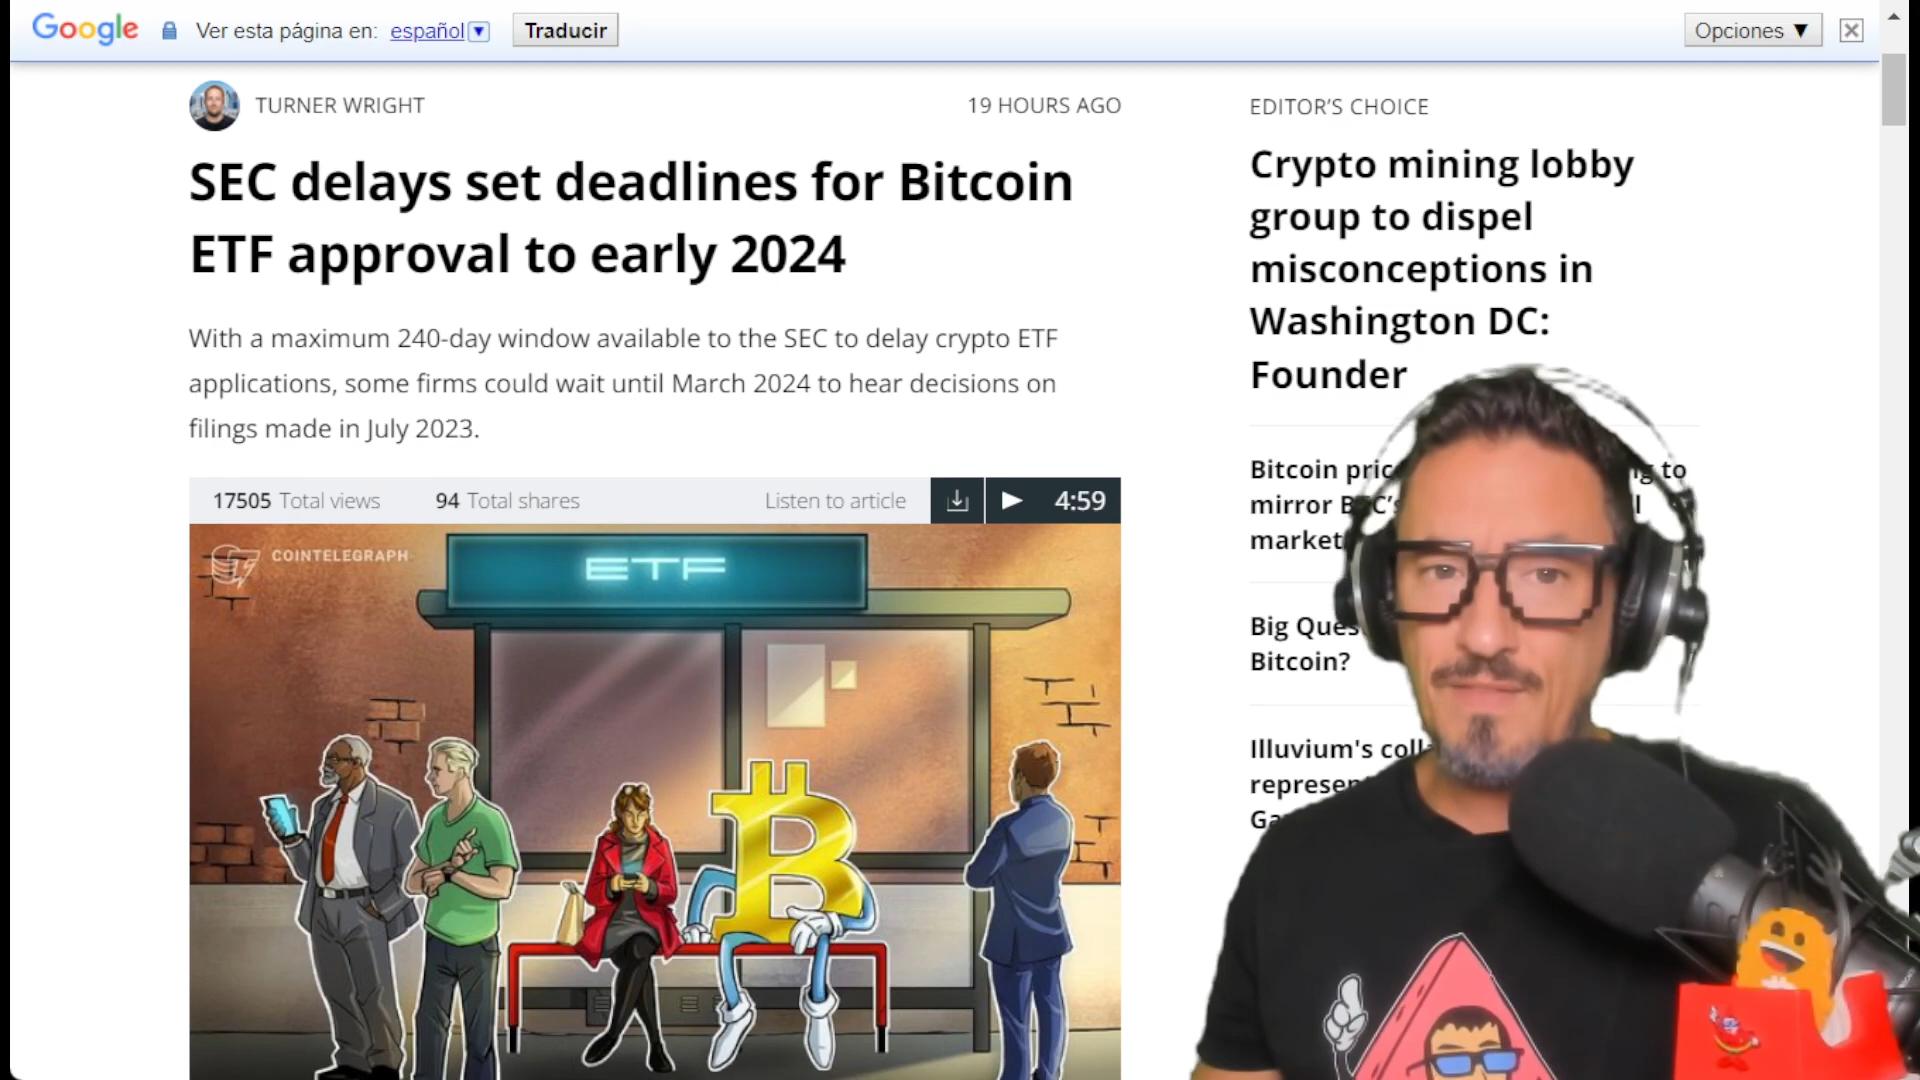 Google Ver esta página en: español Traducir Opciones ▼
TURNER WRIGHT 19 HOURS AGO
SEC delays set deadlines for Bitcoin
ETF approval to early 2024
With a maximum 240-day window available to the SEC to delay crypto ETF
applications, some firms could wait until March 2024 to hear decisions on
filings made in July 2023.
17505 Total views 94 Total shares Listen to article 4:59
COINTELEGRAPH
ETF
EDITOR'S CHOICE
Crypto mining lobby
group to dispel
misconceptions in
Washington DC:
Founder
Bitcoin to
mirror
market
Big
Bitcoin?
Illuvium's